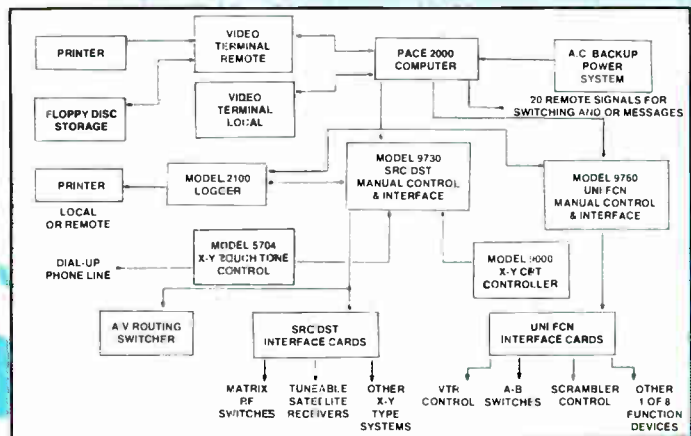 PRINTER
VIDEO
TERMINAL
REMOTE
PACE 2000
COMPUTER
A.C. BACKUP
POWER
SYSTEM
FLOPPY DISC
STORAGE
VIDEO
TERMINAL LOCAL
20 REMOTE SIGNALS FOR
SWITCHING AND OR MESSAGES
PRINTER
LOCAL
OR REMOTE
MODEL 2100
LOGGER
MODEL 9730
SRC DST
MANUAL CONTROL
& INTERFACE
MODEL 9760
UNI FCN
MANUAL CONTROL
& INTERFACE
DIAL-UP
PHONE LINE
MODEL 5704
X-Y TOUCH TONE
CONTROL
MODEL 9000
X-Y CRT
CONTROLLER
A/V ROUTING
SWITCHER
SRC DST
INTERFACE CARDS
UNI FCN
INTERFACE CARDS
MATRIX
RF
SWITCHES
TUNEABLE
SATELLITE
RECEIVERS
OTHER
X-Y
TYPE
SYSTEMS
VTR
CONTROL
A-B
SWITCHES
SCRAMBLER
CONTROL
OTHER
1 OF 8
FUNCTION
DEVICES